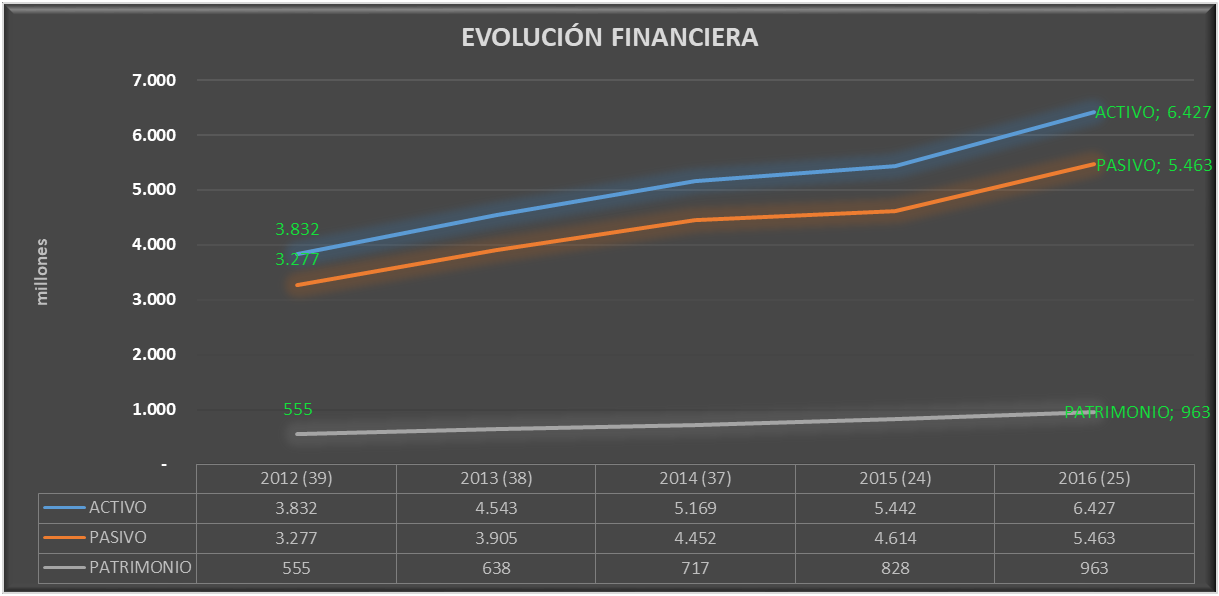 EVOLUCIÓN FINANCIERA
7.000
6.000
5.000
4.000
3.000
2.000
1.000
-
millones
ACTIVO; 6.427
PASIVO; 5.463
3.832
3.277
555
PATRIMONIO; 963
2012 (39) 2013 (38) 2014 (37) 2015 (24) 2016 (25)
ACTIVO 3.832 4.543 5.169 5.442 6.427
PASIVO 3.277 3.905 4.452 4.614 5.463
PATRIMONIO 555 638 717 828 963